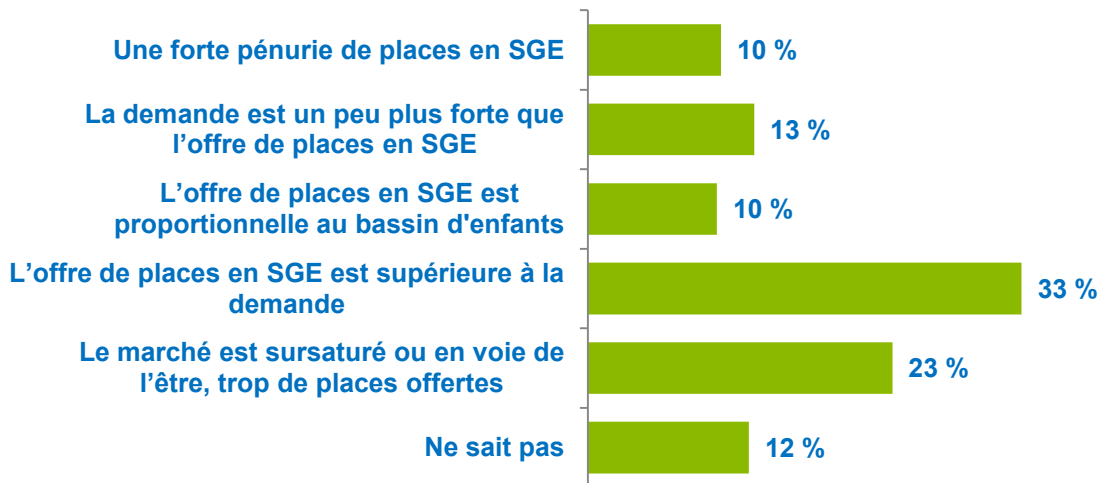 Une forte pénurie de places en SGE
10 %
La demande est un peu plus forte que
l’offre de places en SGE
13 %
L’offre de places en SGE est
proportionnelle au bassin d'enfants
10 %
L’offre de places en SGE est supérieure à la
demande
33 %
Le marché est sursaturé ou en voie de
l’être, trop de places offertes
23 %
Ne sait pas
12 %